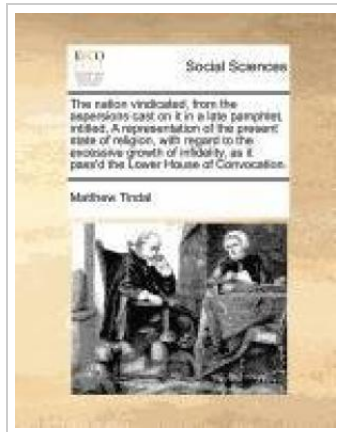 ECCO
Social Sciences
The nation vindicated, from the
aspersions cast on it in a late pamphlet,
intitled, A representation of the present
state of religion, with regard to the
excessive growth of infidelity, as it
pass'd the Lower House of Convocation.
Matthew Tindal